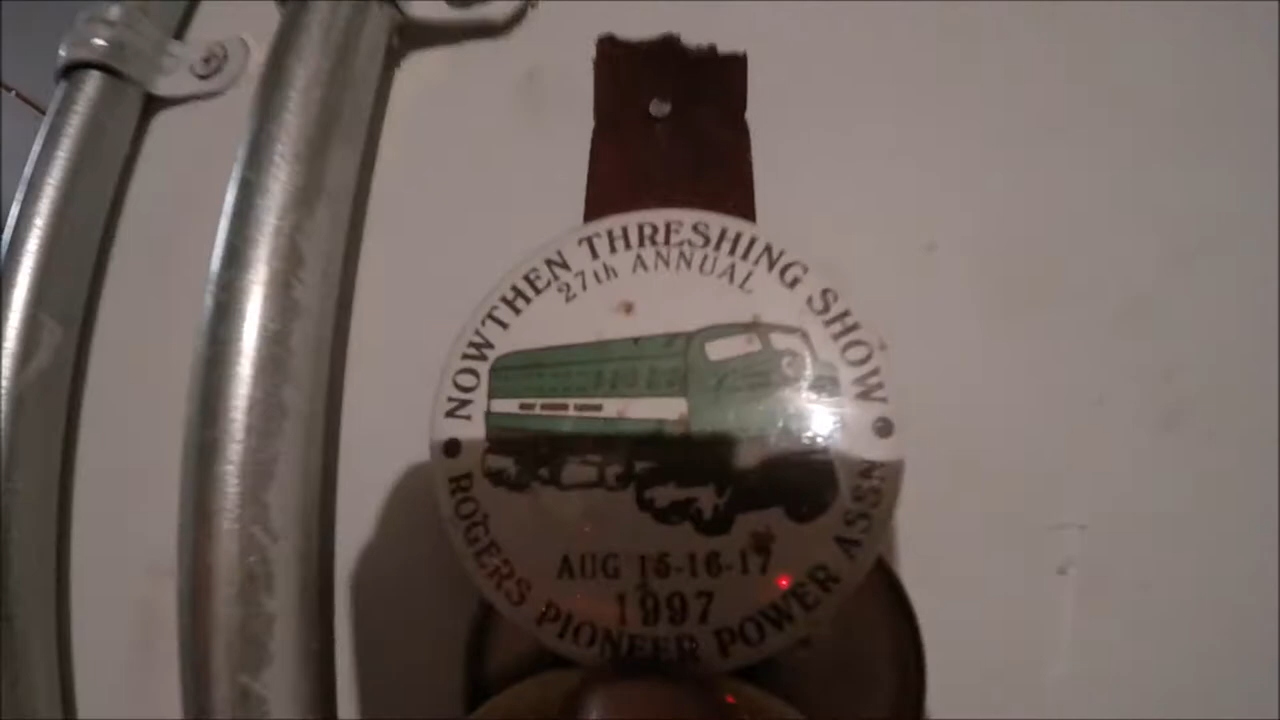 NOWTHEN THRESHING SHOW
27th ANNUAL
AUG 15-16-17
1997
ROGERS PIONEER POWER ASSN